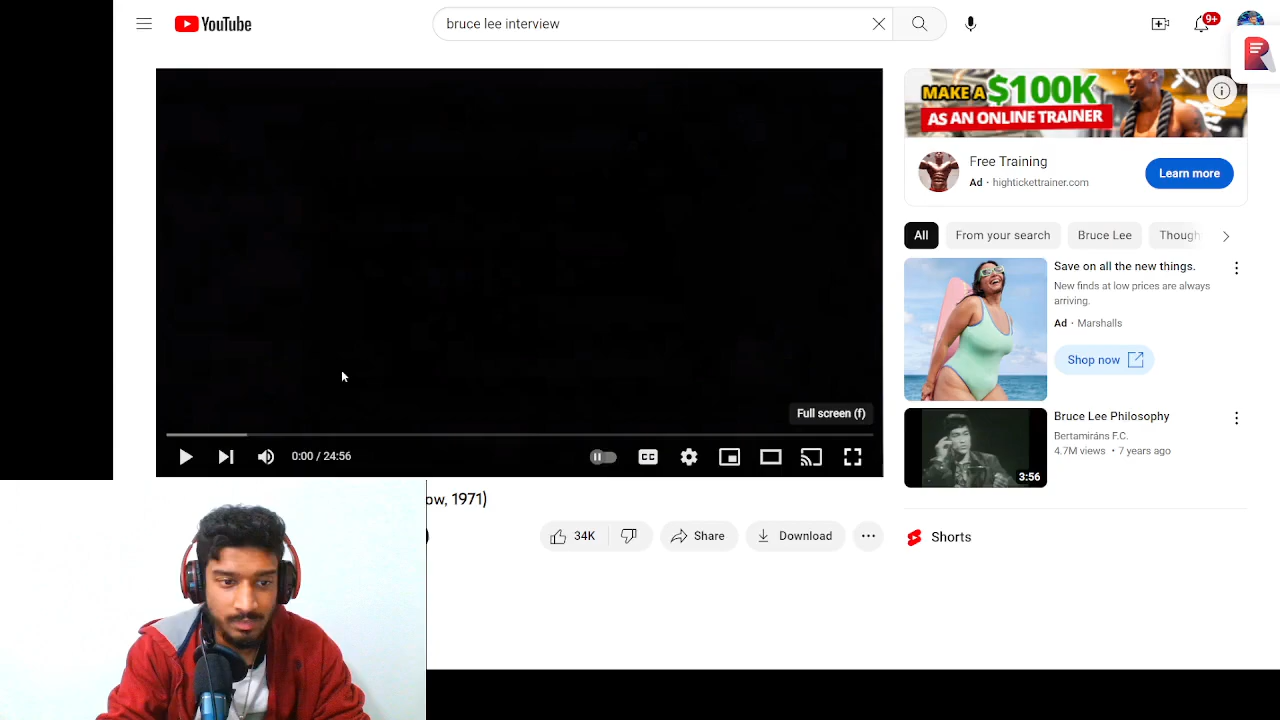 YouTube
bruce lee interview
9+
MAKE A $100K
AS AN ONLINE TRAINER
Free Training
Ad · hightickettrainer.com
Learn more
All
From your search
Bruce Lee
Though
Save on all the new things.
New finds at low prices are always
arriving.
Ad · Marshalls
Shop now
Full screen (f)
0:00 / 24:56
CC
Bruce Lee Philosophy
Bertamiráns F.C.
4.7M views • 7 years ago
3:56
ow, 1971)
34K
Share
Download
Shorts